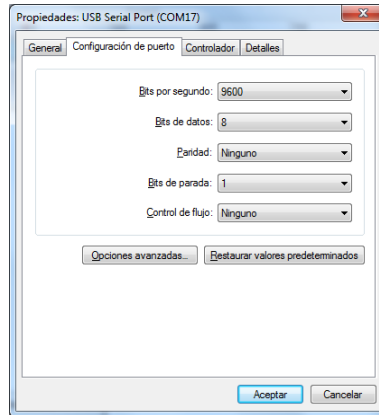 Propiedades: USB Serial Port (COM17)
General Configuración de puerto Controlador Detalles
Bits por segundo: 9600
Bits de datos: 8
Paridad: Ninguno
Bits de parada: 1
Control de flujo: Ninguno
Opciones avanzadas... Restaurar valores predeterminados
Aceptar Cancelar